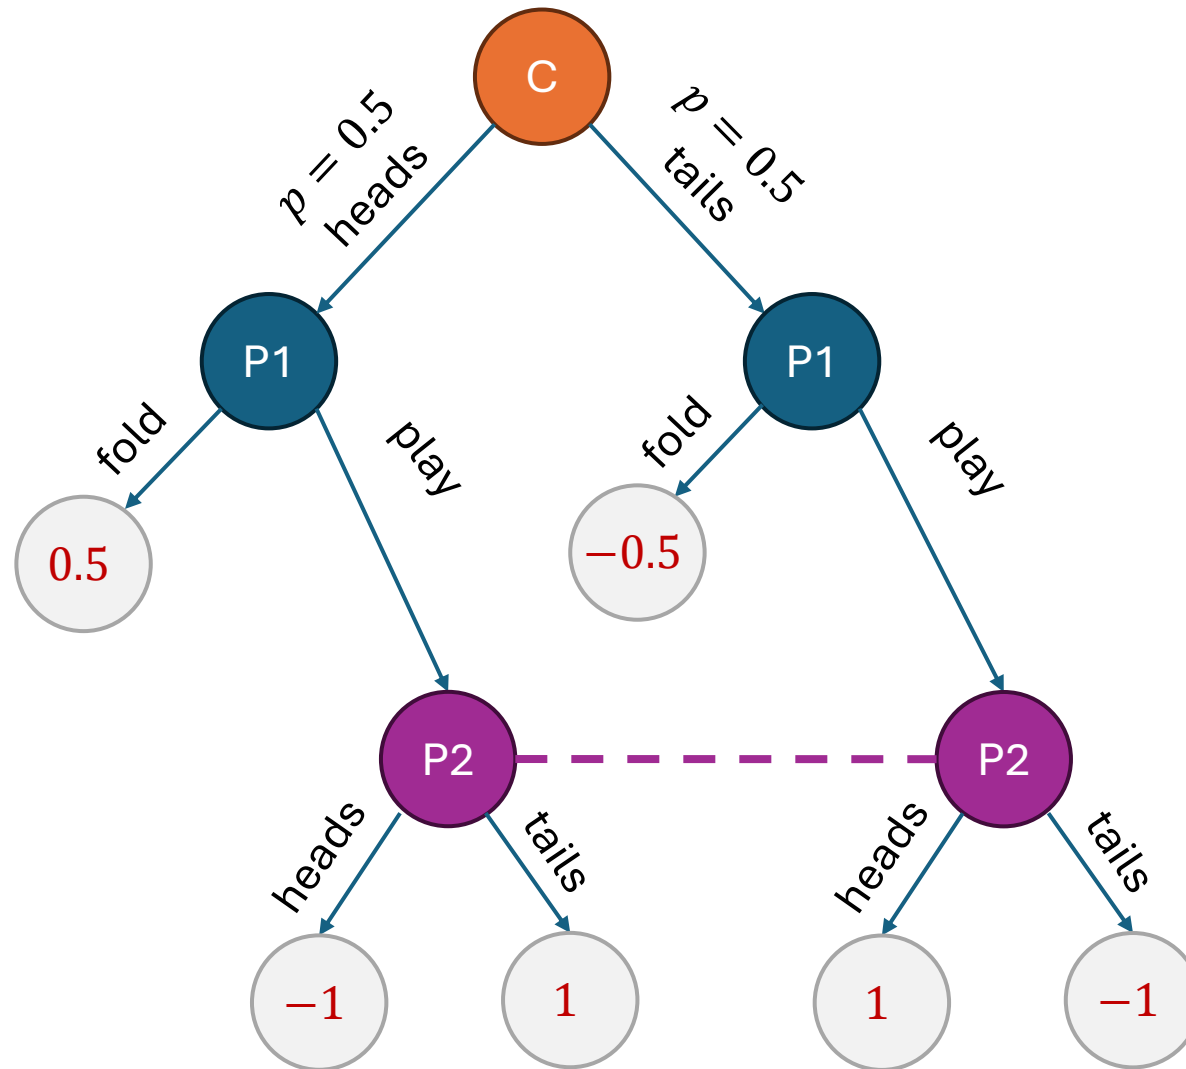 C
p = 0.5
heads
p = 0.5
tails
P1
P1
fold
play
fold
play
0.5
−0.5
P2
P2
heads
tails
heads
tails
−1
1
1
−1